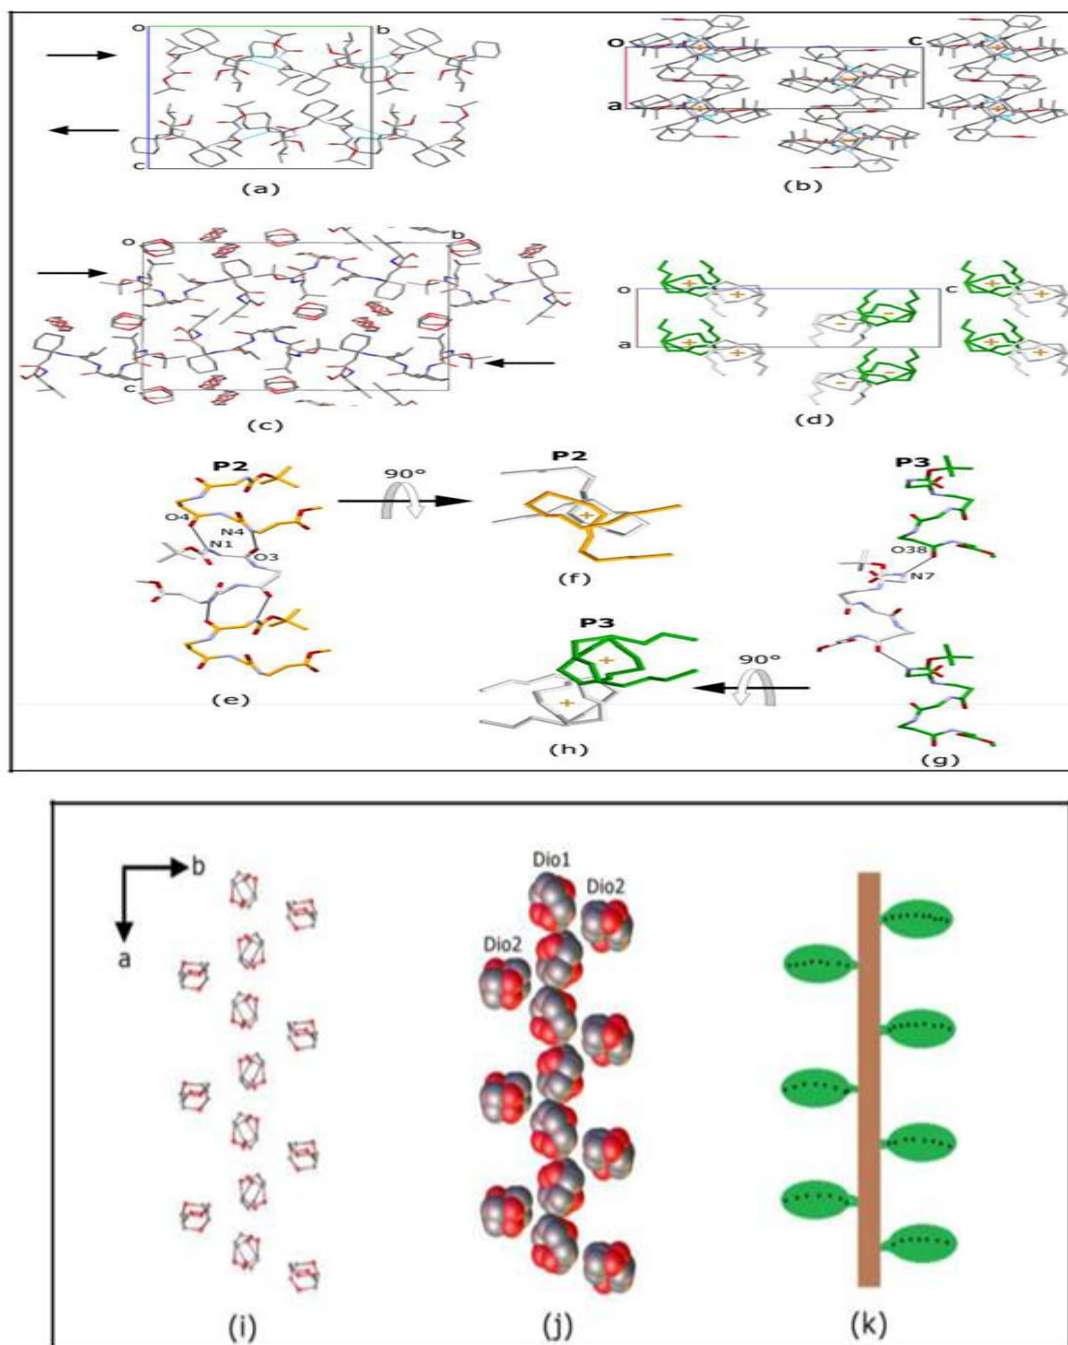 o
b
c
(a)
o
c
a
(b)
o
b
c
(c)
o
c
a
(d)
P2
O4
N4
N1
O3
(e)
90°
P2
(f)
P3
(h)
90°
P3
O38
N7
(g)
b
a
(i)
Dio1
Dio2
Dio2
(j)
(k)